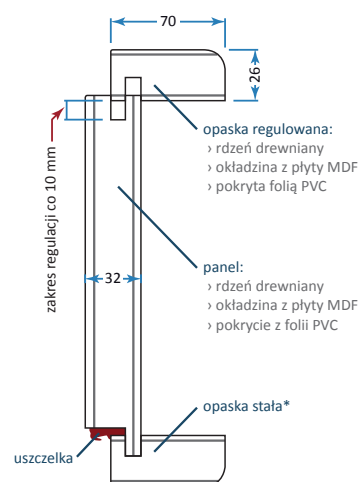 70
26
opaska regulowana:
› rdzeń drewniany
› okładzina z płyty MDF
› pokryta folią PVC
zakres regulacji co 10 mm
panel:
› rdzeń drewniany
› okładzina z płyty MDF
› pokrycie z folii PVC
32
opaska stała*
uszczelka